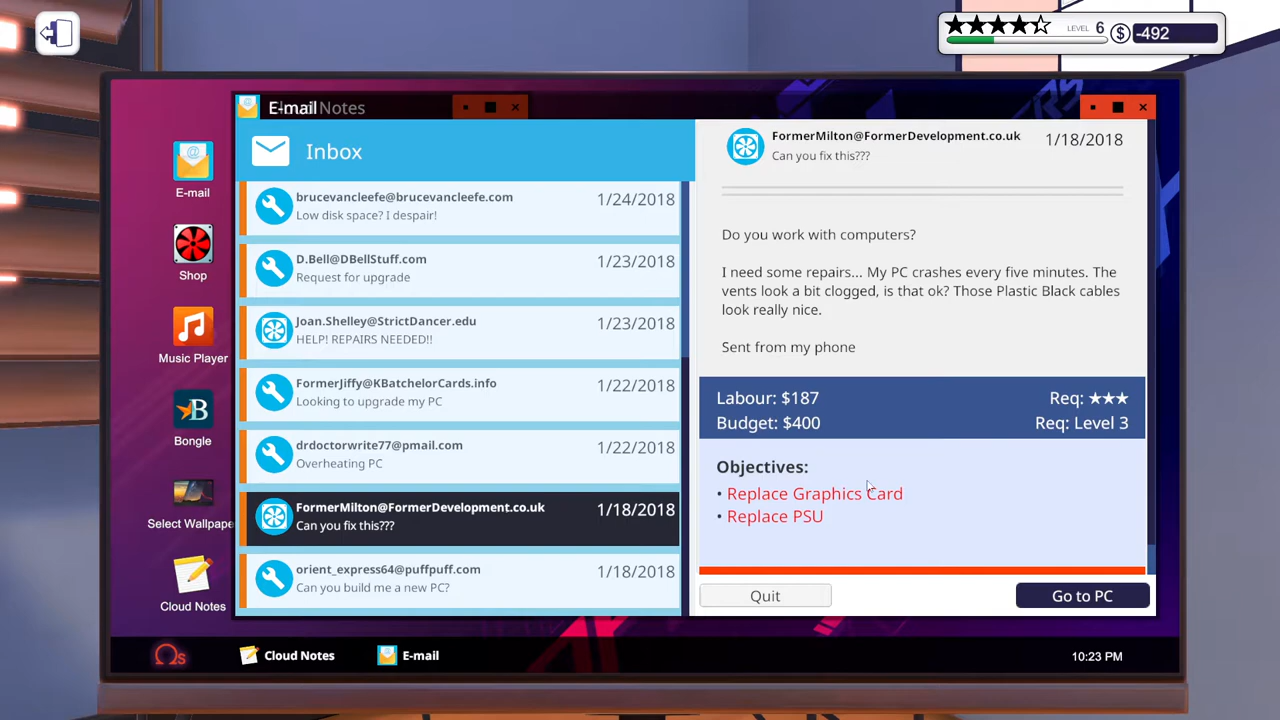 LEVEL 6 $ -492
E-mail Notes
E-mail
Shop
Music Player
Bongle
Select Wallpape
Cloud Notes
Inbox
brucevancleefe@brucevancleefe.com 1/24/2018
Low disk space? I despair!
D.Bell@DBellStuff.com 1/23/2018
Request for upgrade
Joan.Shelley@StrictDancer.edu 1/23/2018
HELP! REPAIRS NEEDED!!
FormerJiffy@KBatchelorCards.info 1/22/2018
Looking to upgrade my PC
drdoctorwrite77@pmail.com 1/22/2018
Overheating PC
FormerMilton@FormerDevelopment.co.uk 1/18/2018
Can you fix this???
orient_express64@puffpuff.com 1/18/2018
Can you build me a new PC?
FormerMilton@FormerDevelopment.co.uk 1/18/2018
Can you fix this???
Do you work with computers?
I need some repairs... My PC crashes every five minutes. The
vents look a bit clogged, is that ok? Those Plastic Black cables
look really nice.
Sent from my phone
Labour: $187 Req: ★★★
Budget: $400 Req: Level 3
Objectives:
• Replace Graphics Card
• Replace PSU
Quit Go to PC
Ωs Cloud Notes E-mail 10:23 PM